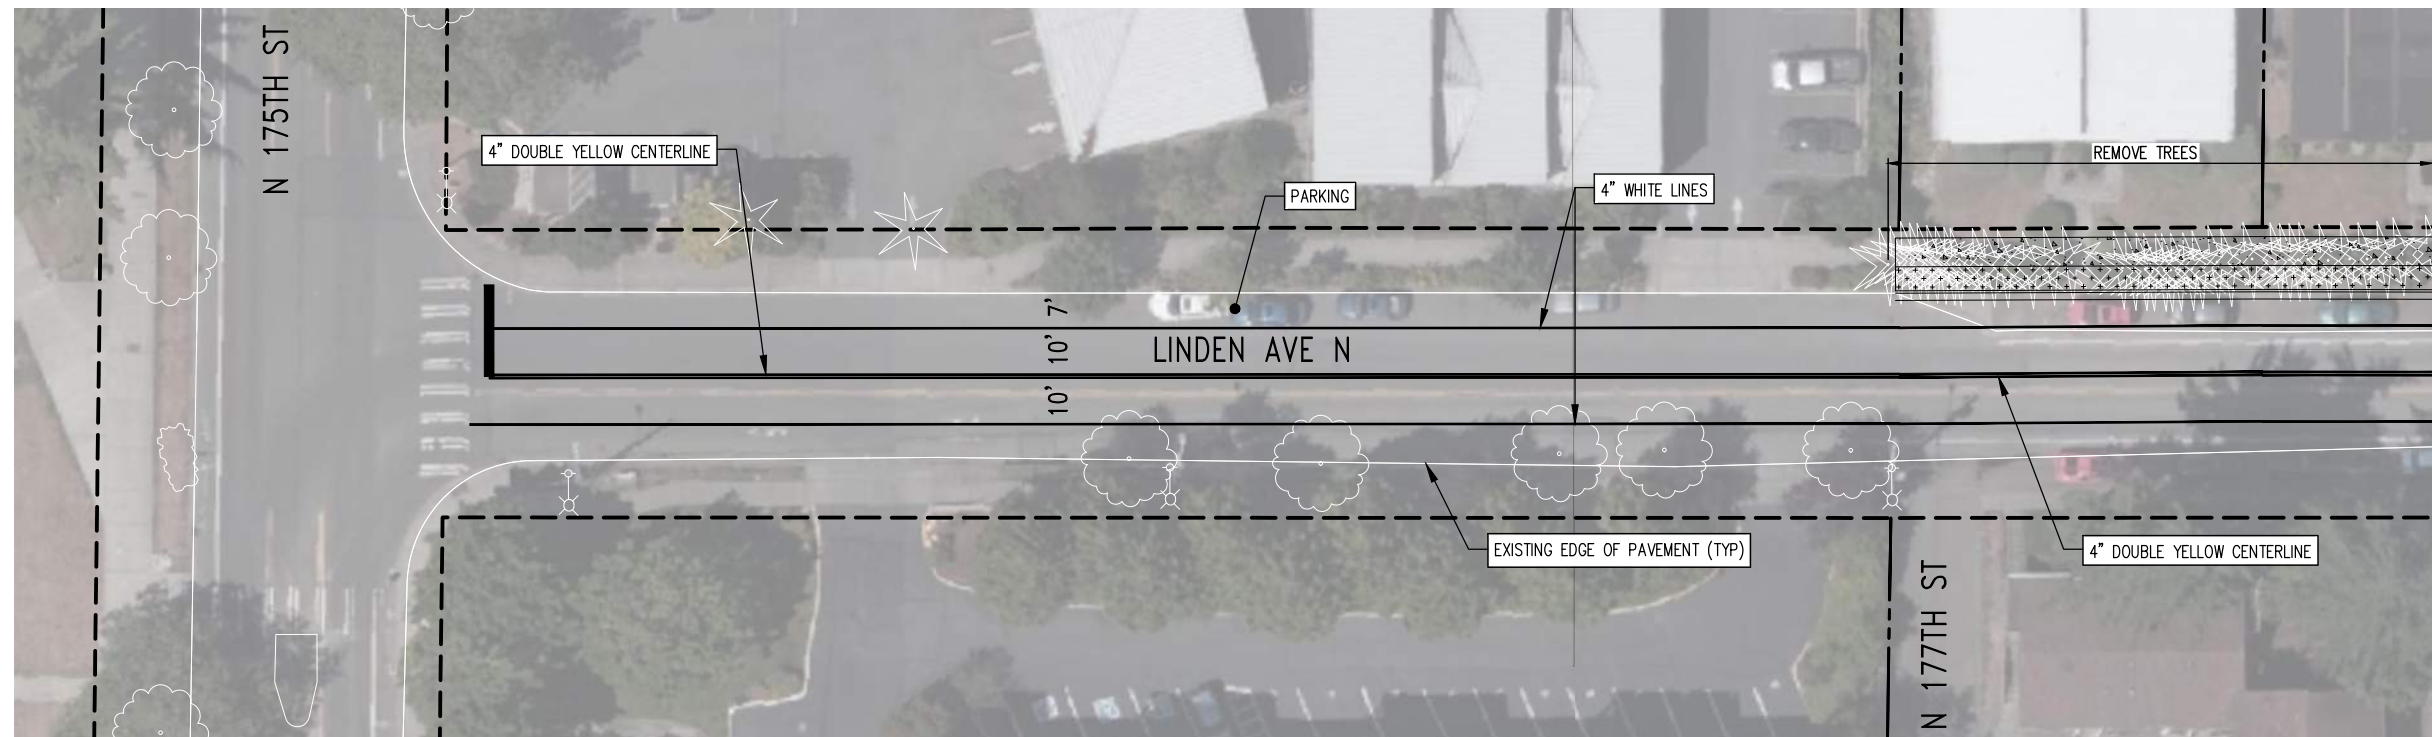 N 175TH ST
4" DOUBLE YELLOW CENTERLINE
PARKING
4" WHITE LINES
REMOVE TREES
7'
10'
LINDEN AVE N
10'
EXISTING EDGE OF PAVEMENT (TYP)
4" DOUBLE YELLOW CENTERLINE
N 177TH ST